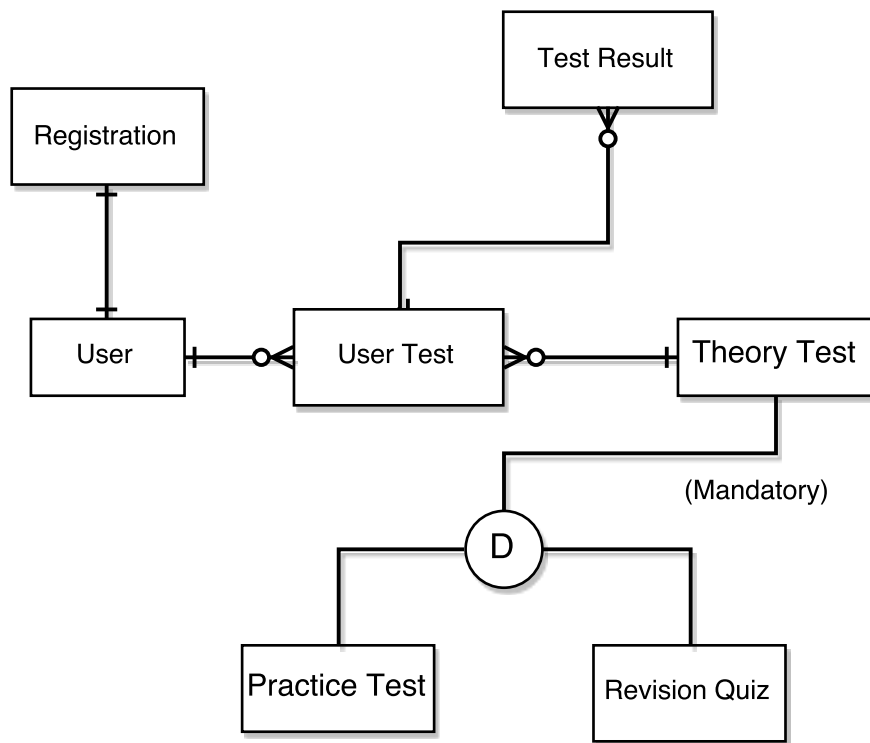 Test Result
Registration
User
User Test
Theory Test
(Mandatory)
D
Practice Test
Revision Quiz